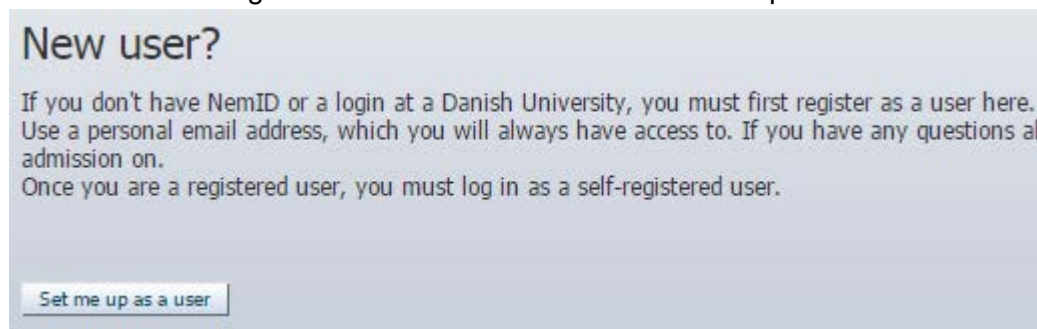 New user?
If you don't have NemID or a login at a Danish University, you must first register as a user here.
Use a personal email address, which you will always have access to. If you have any questions
admission on.
Once you are a registered user, you must log in as a self-registered user.
Set me up as a user